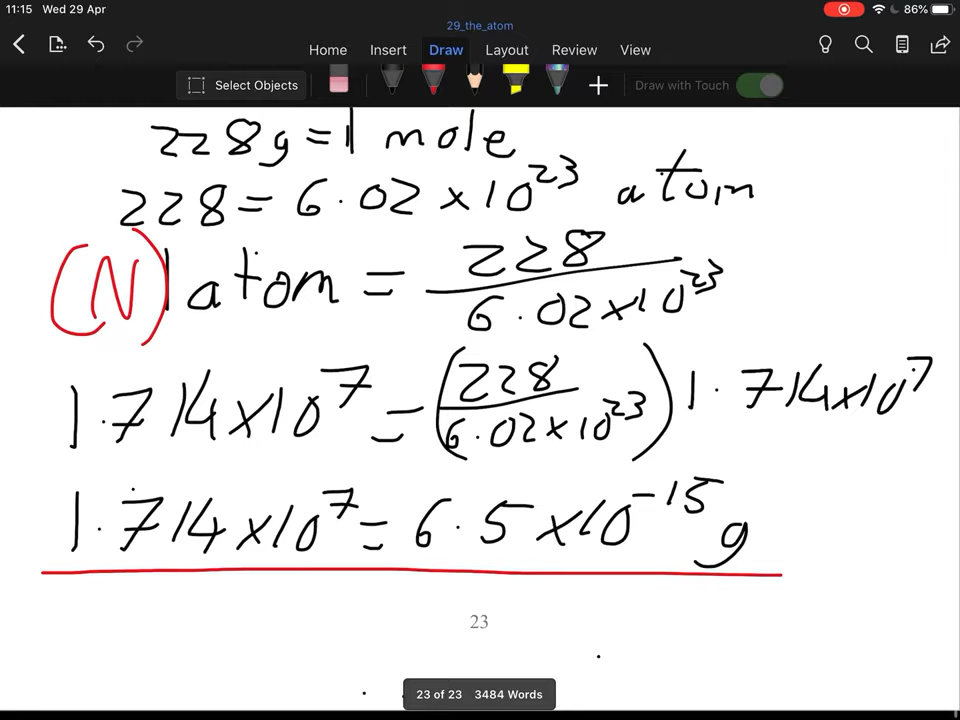 11:15 Wed 29 Apr 86%
29_the_atom
Home Insert Draw Layout Review View
Select Objects Draw with Touch
228g = 1 mole
228 = 6.02 × 10^23 atom
(N) 1 atom = 228 / 6.02 × 10^23
1.714 × 10^7 = (228 / 6.02 × 10^23) 1.714 × 10^7
1.714 × 10^7 = 6.5 × 10^-15 g
23
23 of 23 3484 Words